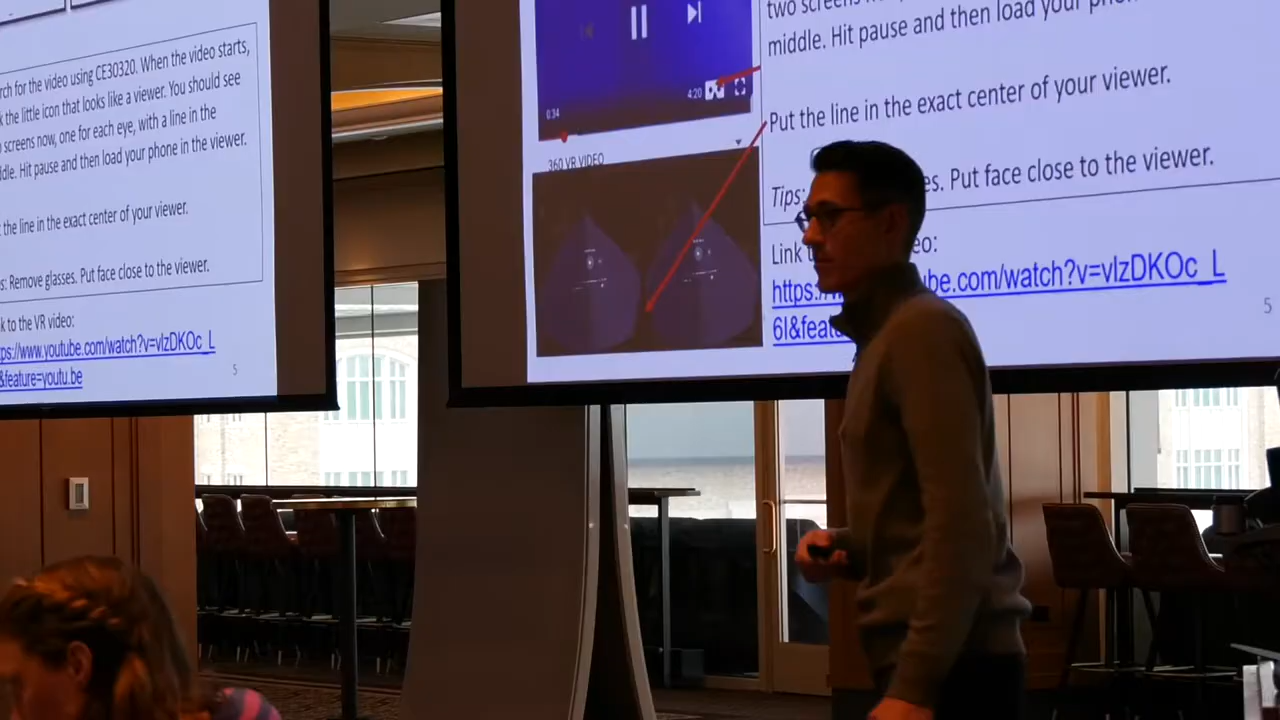 rch for the video using CE30320. When the video starts,
k the little icon that looks like a viewer. You should see
screens now, one for each eye, with a line in the
ddle. Hit pause and then load your phone in the viewer.
the line in the exact center of your viewer.
s: Remove glasses. Put face close to the viewer.
k to the VR video:
ps://www.youtube.com/watch?v=vIzDKOc_L
&feature=youtu.be
5
0:34
4:20
360 VR VIDEO
two screens
middle. Hit pause and then load your phon
Put the line in the exact center of your viewer.
Tips: es. Put face close to the viewer.
Link eo:
https:// be.com/watch?v=vIzDKOc_L
6I&feat
5